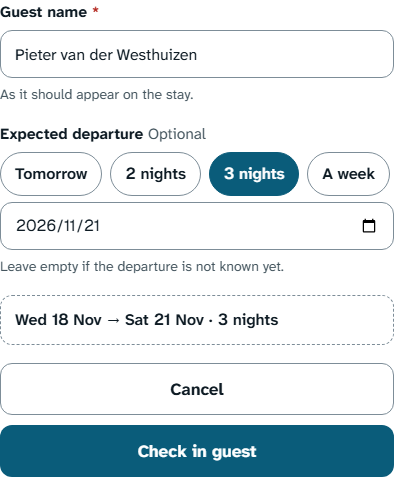 Guest name *
Pieter van der Westhuizen
As it should appear on the stay.
Expected departure Optional
Tomorrow 2 nights 3 nights A week
2026/11/21
Leave empty if the departure is not known yet.
Wed 18 Nov → Sat 21 Nov · 3 nights
Cancel
Check in guest